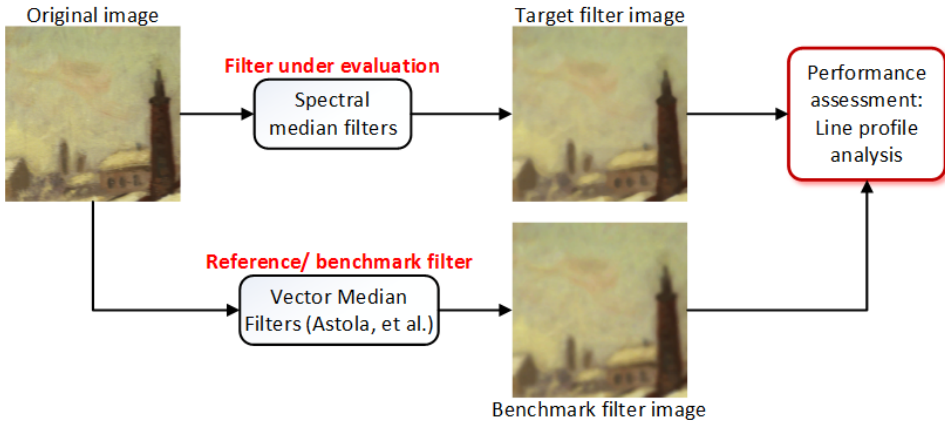 Original image
Filter under evaluation
Spectral
median filters
Target filter image
Performance
assessment:
Line profile
analysis
Reference/ benchmark filter
Vector Median
Filters (Astola, et al.)
Benchmark filter image